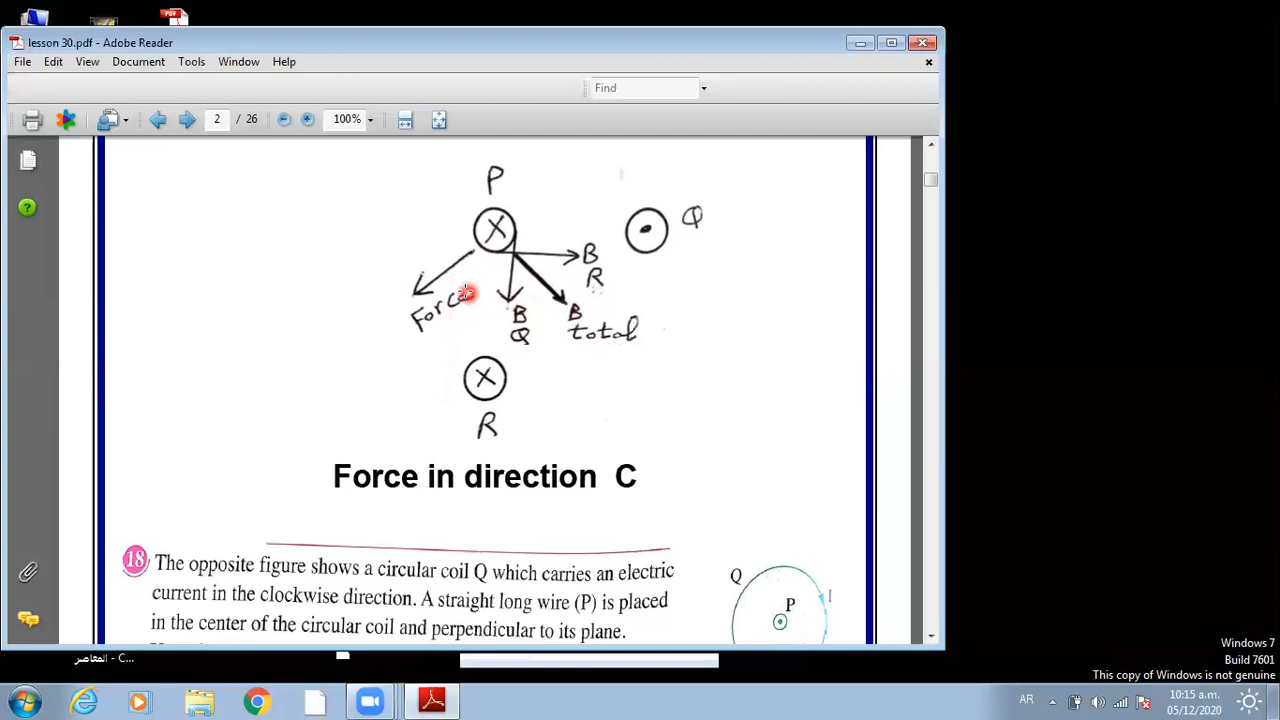 lesson 30.pdf - Adobe Reader
File Edit View Document Tools Window Help
Find
2 / 26 100%
P
Q
B
R
Force
B
Q
B
total
R
Force in direction C
18 The opposite figure shows a circular coil Q which carries an electric
current in the clockwise direction. A straight long wire (P) is placed
in the center of the circular coil and perpendicular to its plane.
Q
I
P
Windows 7
Build 7601
This copy of Windows is not genuine
المعاصر - C...
AR
10:15 a.m.
05/12/2020